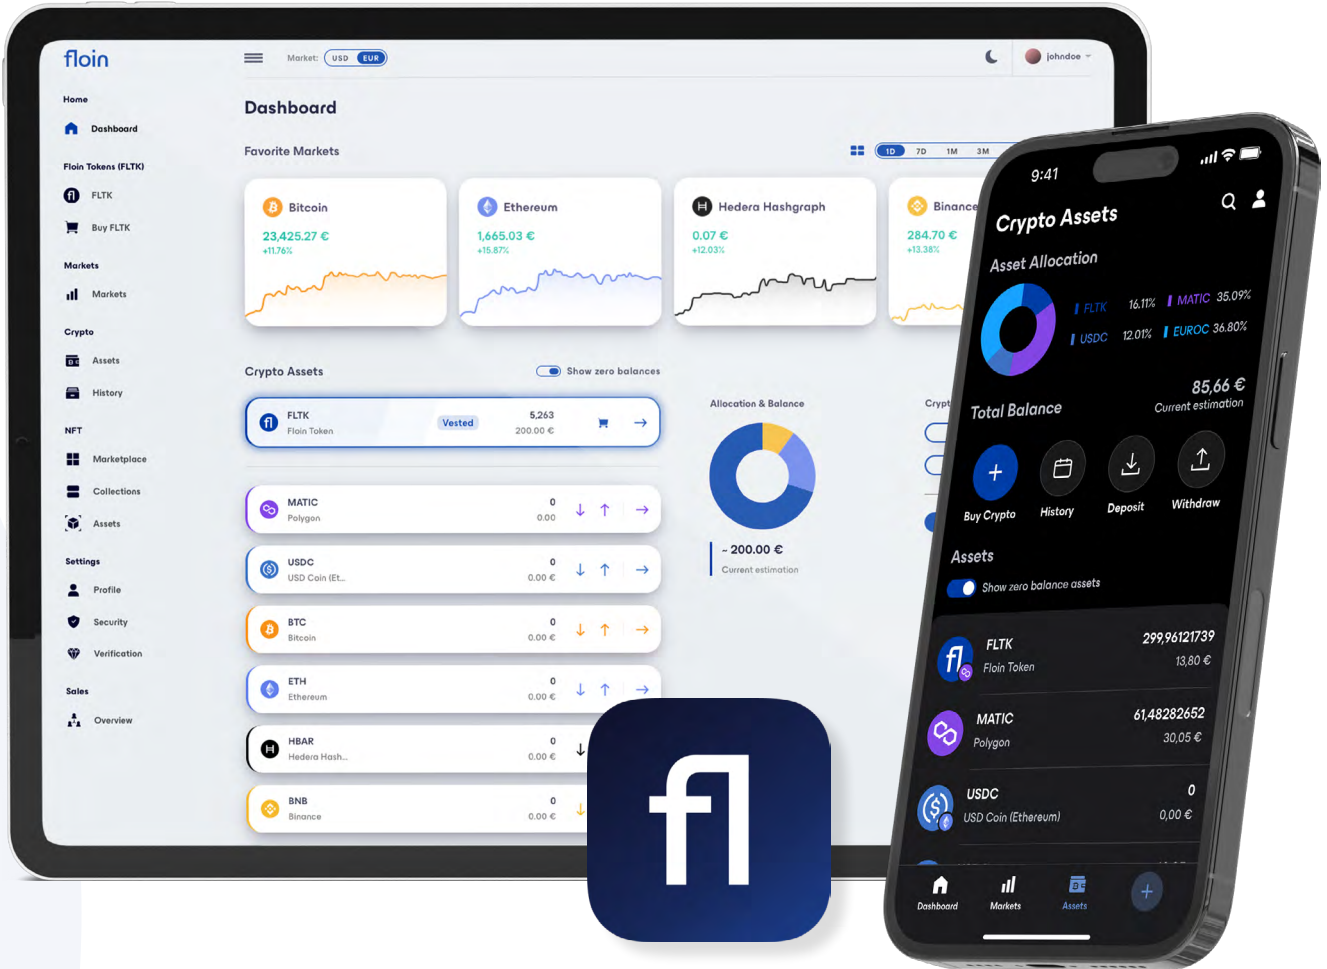 floin
Market: USD EUR
johndoe
Home
Dashboard
Floin Tokens (FLTK)
FLTK
Buy FLTK
Markets
Markets
Crypto
Assets
History
NFT
Marketplace
Collections
Assets
Settings
Profile
Security
Verification
Sales
Overview
Dashboard
Favorite Markets
1D 7D 1M 3M
Bitcoin
23,425.27 €
+11.76%
Ethereum
1,665.03 €
+15.87%
Hedera Hashgraph
0.07 €
+12.03%
Binance
284.70 €
+13.38%
Crypto Assets
Show zero balances
FLTK
Floin Token
Vested
5,263
200.00 €
MATIC
Polygon
0
0.00
USDC
USD Coin (Et...
0
0.00 €
BTC
Bitcoin
0
0.00 €
ETH
Ethereum
0
0.00 €
HBAR
Hedera Hash...
0
0.00 €
BNB
Binance
0
0.00 €
Allocation & Balance
~ 200.00 €
Current estimation
Crypt
fl
9:41
Crypto Assets
Asset Allocation
FLTK 16.11% MATIC 35.09%
USDC 12.01% EUROC 36.80%
85,66 €
Total Balance
Current estimation
Buy Crypto
History
Deposit
Withdraw
Assets
Show zero balance assets
FLTK
Floin Token
299,96121739
13,80 €
MATIC
Polygon
61,48282652
30,05 €
USDC
USD Coin (Ethereum)
0
0,00 €
Dashboard
Markets
Assets